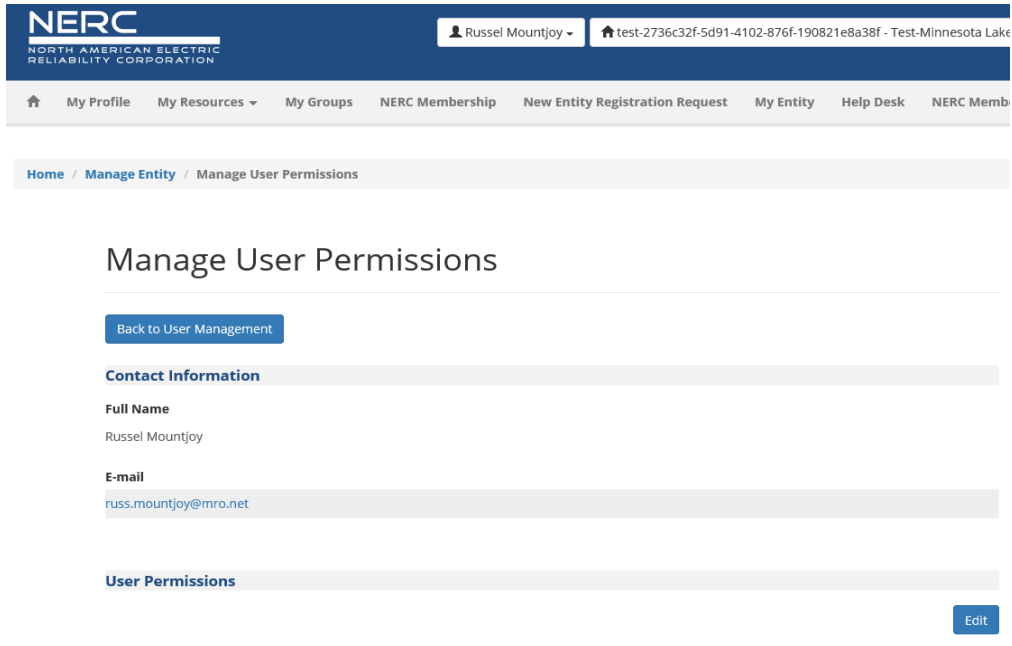 NERC
NORTH AMERICAN ELECTRIC
RELIABILITY CORPORATION
Russel Mountjoy
test-2736c32f-5d91-4102-876f-190821e8a38f - Test-Minnesota Lake
My Profile My Resources My Groups NERC Membership New Entity Registration Request My Entity Help Desk NERC Memb
Home / Manage Entity / Manage User Permissions
Manage User Permissions
Back to User Management
Contact Information
Full Name
Russel Mountjoy
E-mail
russ.mountjoy@mro.net
User Permissions
Edit